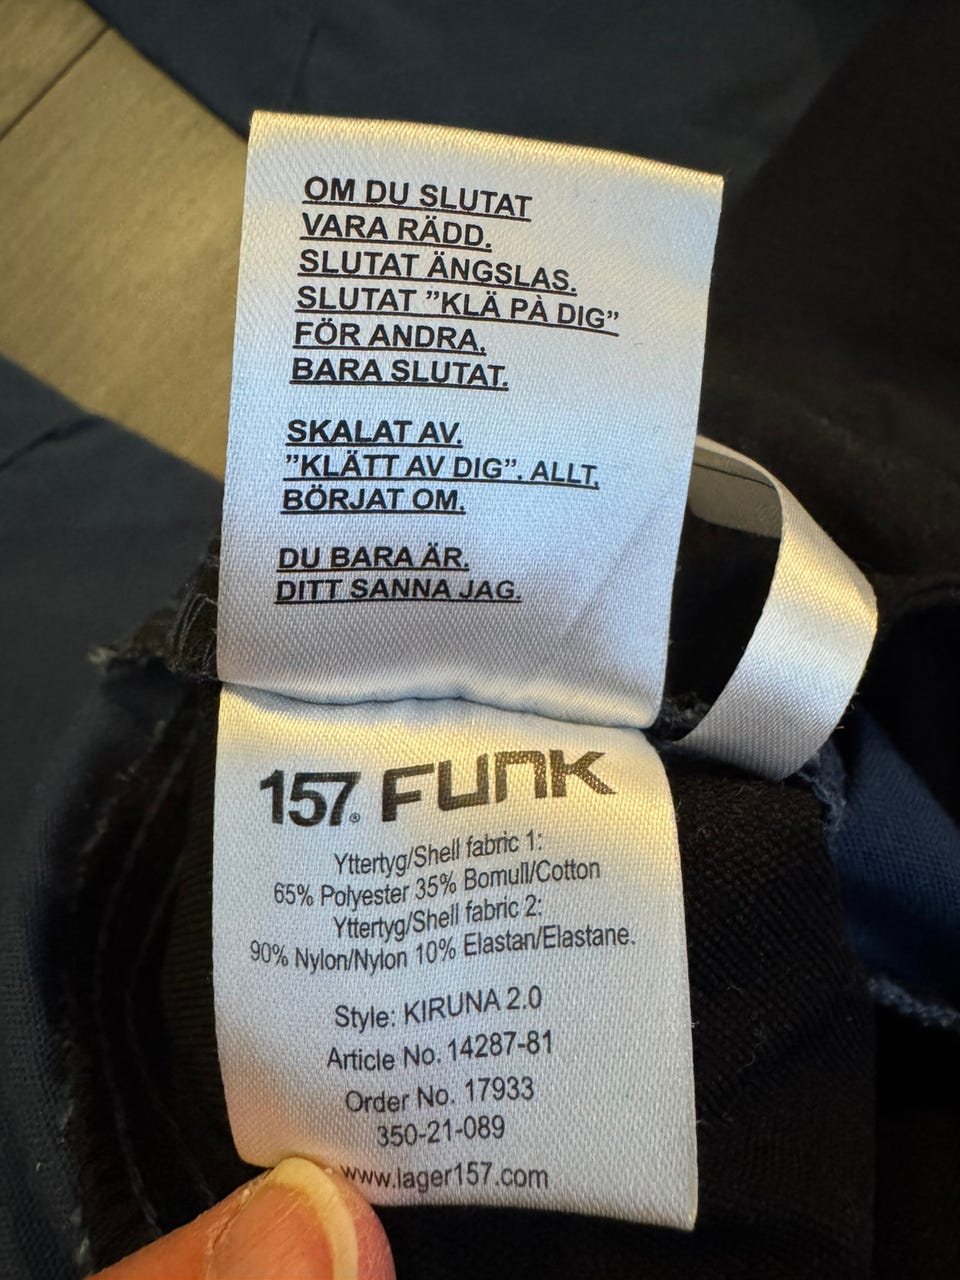 OM DU SLUTAT
VARA RÄDD.
SLUTAT ÄNGSLAS.
SLUTAT ”KLÄ PÀ DIG”
FÖR ANDRA.
BARA SLUTAT.
SKALAT AV.
”KLÄTT AV DIG”. ALLT.
BÖRJAT OM.
DU BARA ÄR.
DITT SANNA JAG.
157® FUNK
Yttertyg/Shell fabric 1:
65% Polyester 35% Bomull/Cotton
Yttertyg/Shell fabric 2:
90% Nylon/Nylon 10% Elastan/Elastane.
Style: KIRUNA 2.0
Article No. 14287-81
Order No. 17933
350-21-089
www.lager157.com